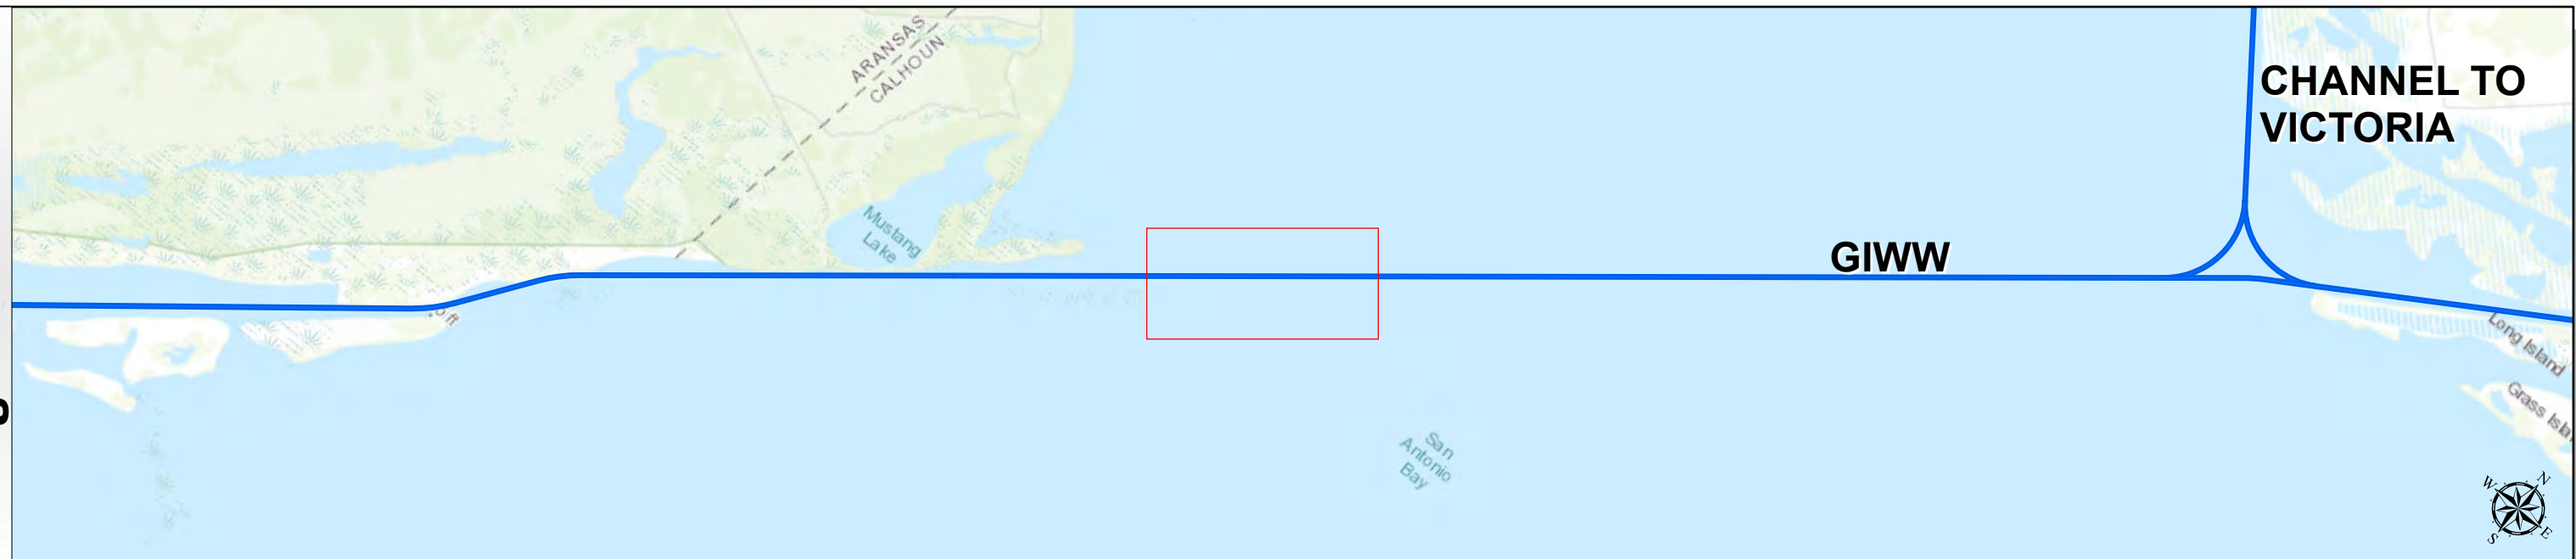 ARANSAS
CALHOUN
CHANNEL TO
VICTORIA
Mustang
Lake
GIWW
Long Island
San
Antonio
Bay
N
W
E
S